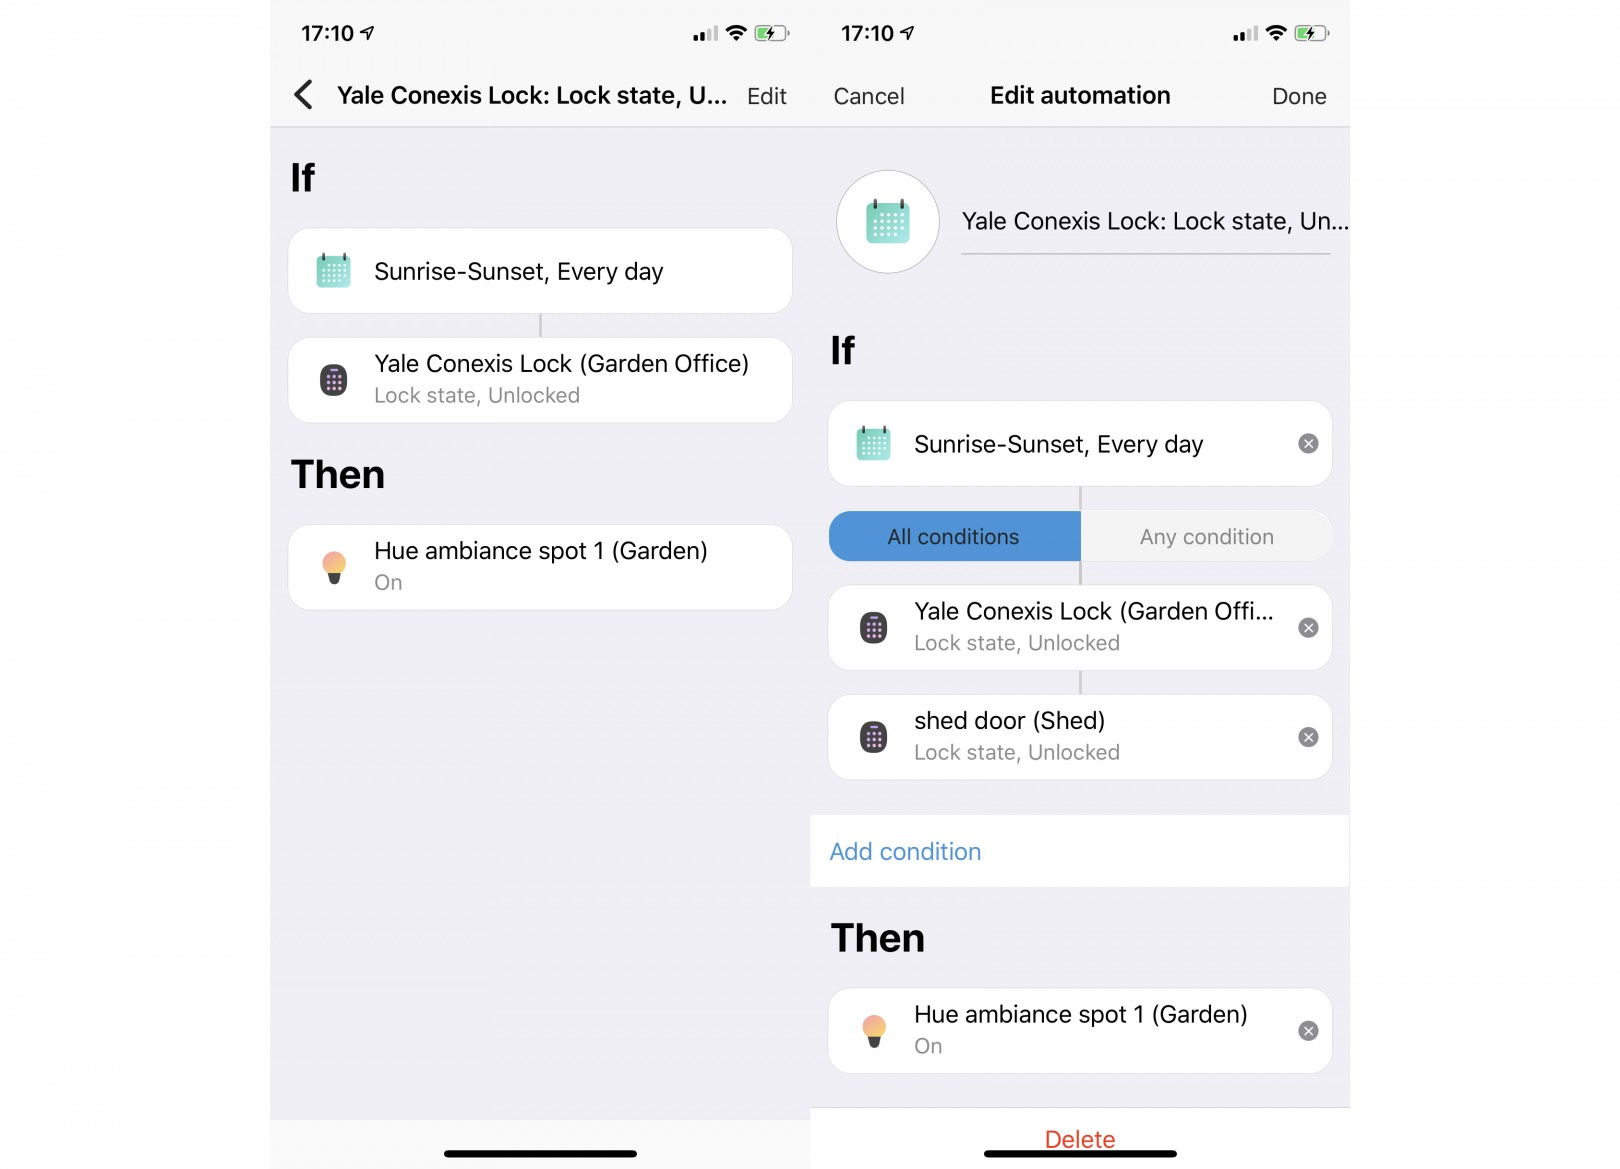 17:10
Yale Conexis Lock: Lock state, U... Edit
If
Sunrise-Sunset, Every day
Yale Conexis Lock (Garden Office)
Lock state, Unlocked
Then
Hue ambiance spot 1 (Garden)
On
17:10
Cancel Edit automation Done
Yale Conexis Lock: Lock state, Un...
If
Sunrise-Sunset, Every day
All conditions Any condition
Yale Conexis Lock (Garden Offi...
Lock state, Unlocked
shed door (Shed)
Lock state, Unlocked
Add condition
Then
Hue ambiance spot 1 (Garden)
On
Delete